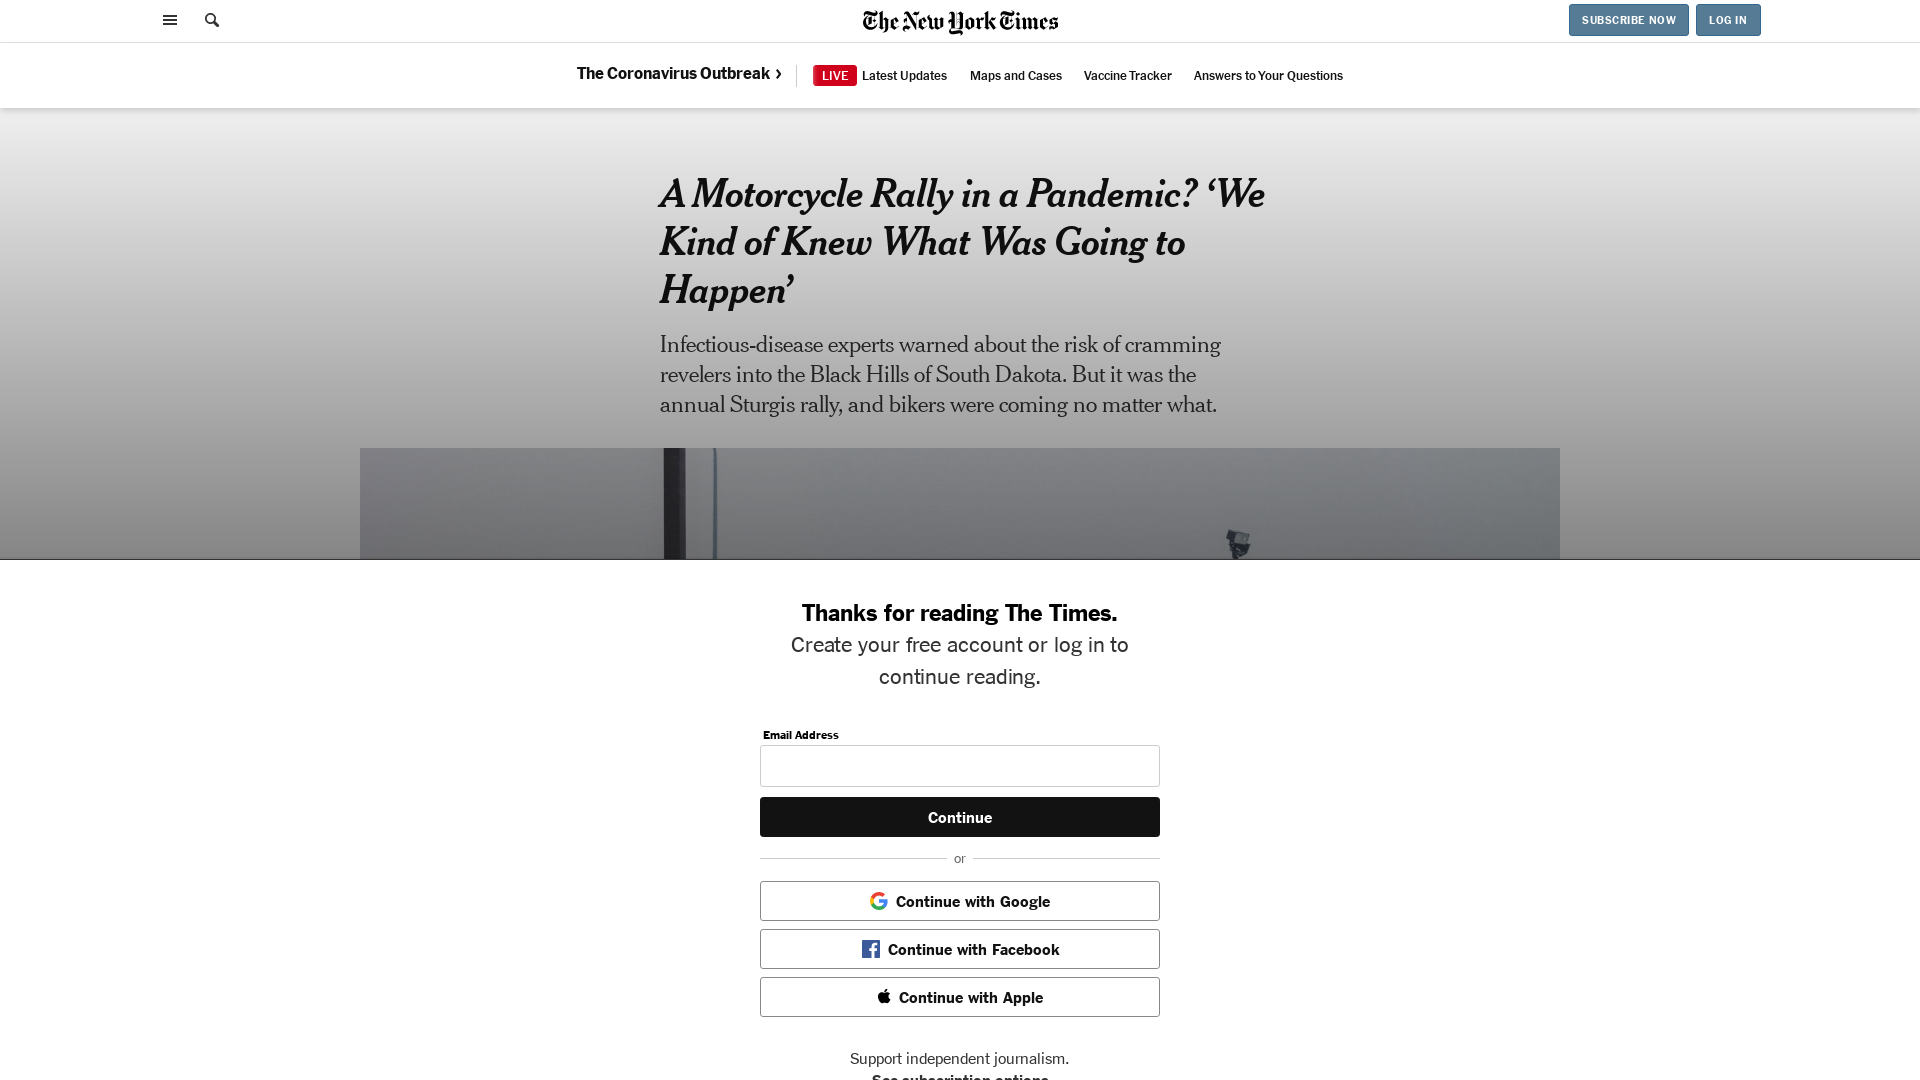 The New York Times
SUBSCRIBE NOW
LOG IN
The Coronavirus Outbreak ›
LIVE Latest Updates
Maps and Cases
Vaccine Tracker
Answers to Your Questions
A Motorcycle Rally in a Pandemic? ‘We
Kind of Knew What Was Going to
Happen’
Infectious-disease experts warned about the risk of cramming
revelers into the Black Hills of South Dakota. But it was the
annual Sturgis rally, and bikers were coming no matter what.
Thanks for reading The Times.
Create your free account or log in to
continue reading.
Email Address
Continue
or
Continue with Google
Continue with Facebook
Continue with Apple
Support independent journalism.
See subscription options.